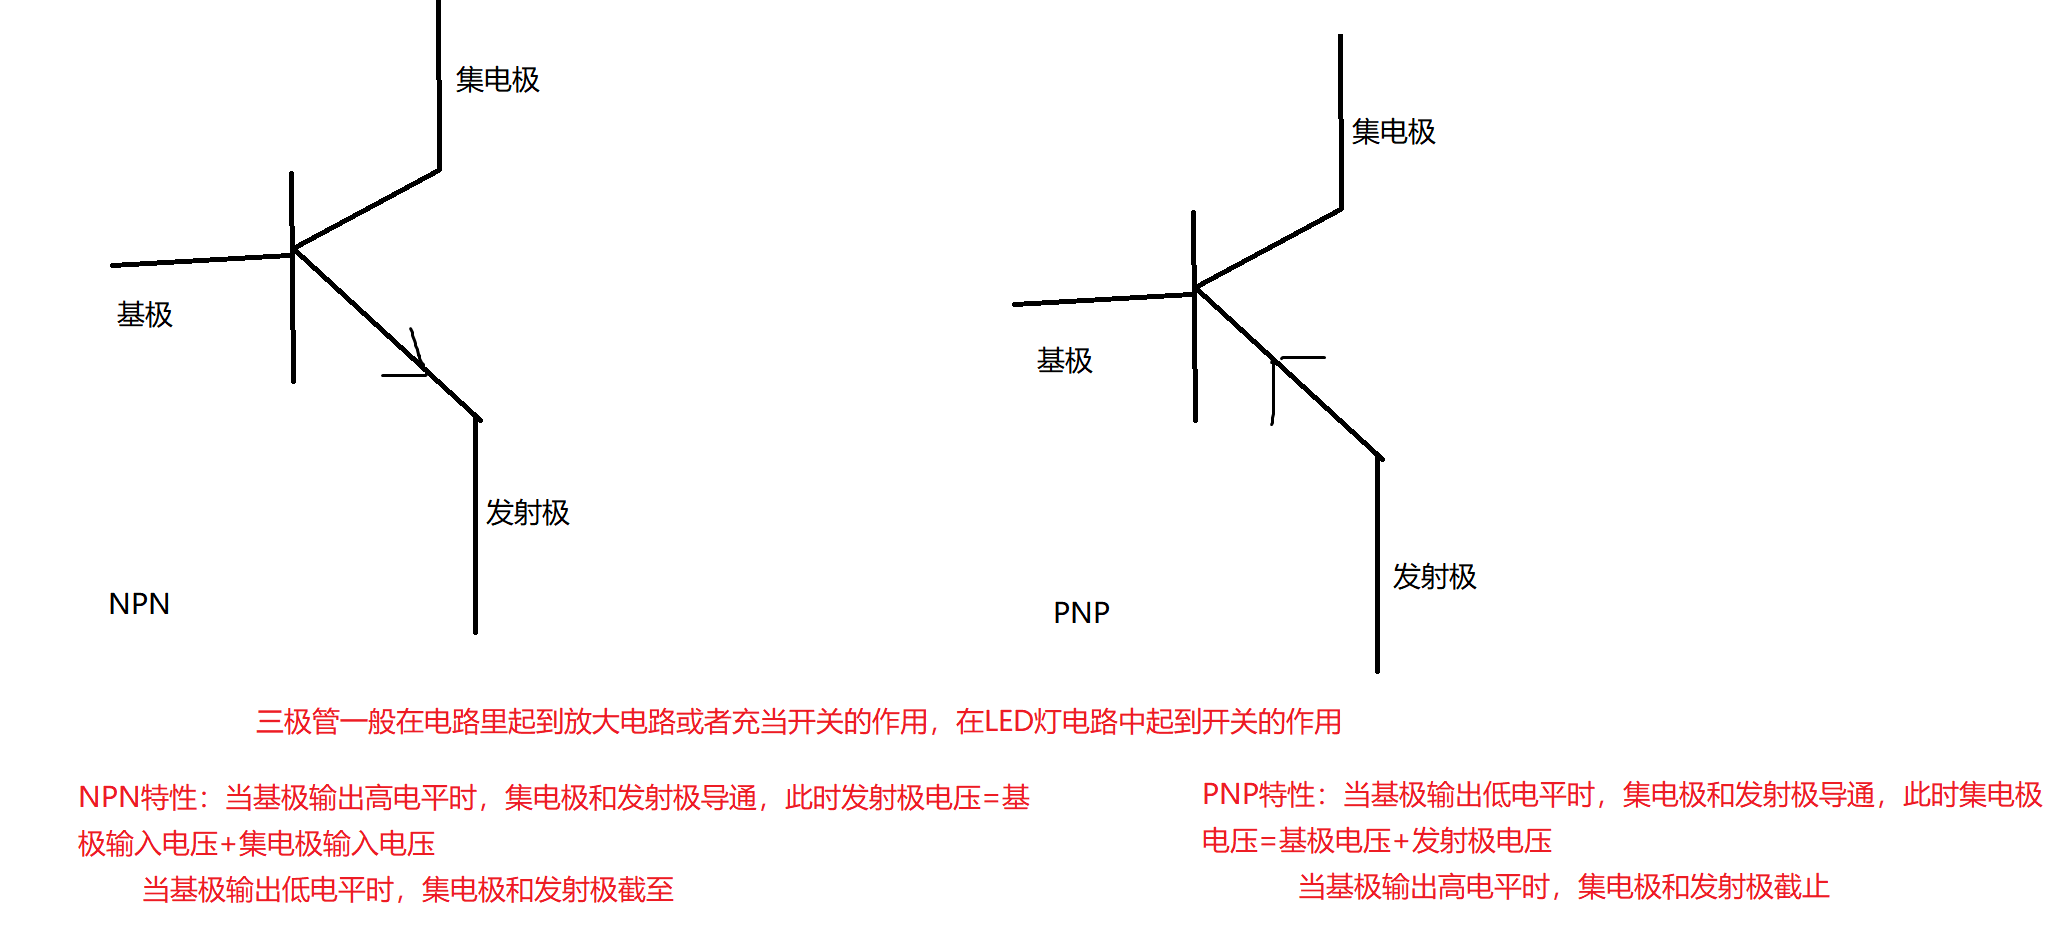 集电极
集电极
基极
基极
发射极
发射极
NPN
PNP
三极管一般在电路里起到放大电路或者充当开关的作用，在LED灯电路中起到开关的作用
NPN特性：当基极输出高电平时，集电极和发射极导通，此时发射极电压=基
极输入电压+集电极输入电压
当基极输出低电平时，集电极和发射极截至
PNP特性：当基极输出低电平时，集电极和发射极导通，此时集电极
电压=基极电压+发射极电压
当基极输出高电平时，集电极和发射极截止